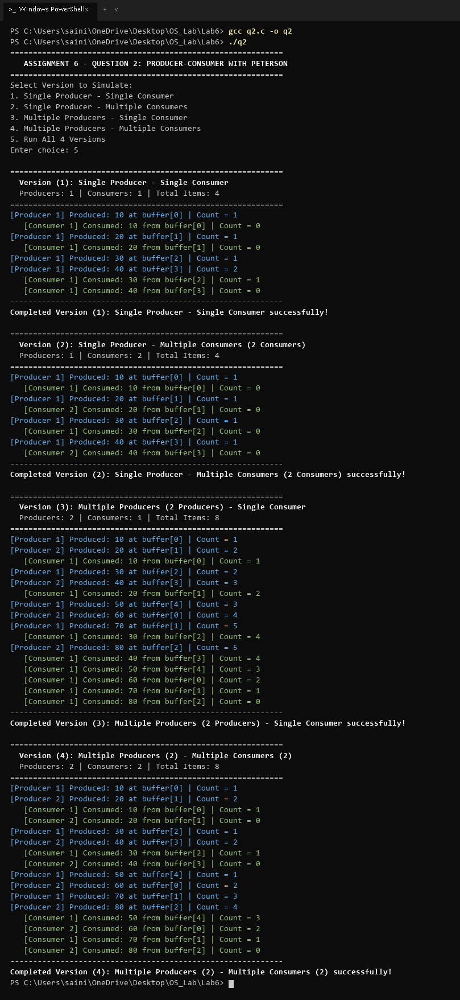 >_ Windows PowerShell x + v
PS C:\Users\saini\OneDrive\Desktop\OS_Lab\Lab6> gcc q2.c -o q2
PS C:\Users\saini\OneDrive\Desktop\OS_Lab\Lab6> ./q2
============================================================
   ASSIGNMENT 6 - QUESTION 2: PRODUCER-CONSUMER WITH PETERSON
============================================================
Select Version to Simulate:
1. Single Producer - Single Consumer
2. Single Producer - Multiple Consumers
3. Multiple Producers - Single Consumer
4. Multiple Producers - Multiple Consumers
5. Run All 4 Versions
Enter choice: 5
============================================================
  Version (1): Single Producer - Single Consumer
  Producers: 1 | Consumers: 1 | Total Items: 4
============================================================
[Producer 1] Produced: 10 at buffer[0] | Count = 1
   [Consumer 1] Consumed: 10 from buffer[0] | Count = 0
[Producer 1] Produced: 20 at buffer[1] | Count = 1
   [Consumer 1] Consumed: 20 from buffer[1] | Count = 0
[Producer 1] Produced: 30 at buffer[2] | Count = 1
[Producer 1] Produced: 40 at buffer[3] | Count = 2
   [Consumer 1] Consumed: 30 from buffer[2] | Count = 1
   [Consumer 1] Consumed: 40 from buffer[3] | Count = 0
------------------------------------------------------------
Completed Version (1): Single Producer - Single Consumer successfully!
============================================================
  Version (2): Single Producer - Multiple Consumers (2 Consumers)
  Producers: 1 | Consumers: 2 | Total Items: 4
============================================================
[Producer 1] Produced: 10 at buffer[0] | Count = 1
   [Consumer 1] Consumed: 10 from buffer[0] | Count = 0
[Producer 1] Produced: 20 at buffer[1] | Count = 1
   [Consumer 2] Consumed: 20 from buffer[1] | Count = 0
[Producer 1] Produced: 30 at buffer[2] | Count = 1
   [Consumer 1] Consumed: 30 from buffer[2] | Count = 0
[Producer 1] Produced: 40 at buffer[3] | Count = 1
   [Consumer 2] Consumed: 40 from buffer[3] | Count = 0
------------------------------------------------------------
Completed Version (2): Single Producer - Multiple Consumers (2 Consumers) successfully!
============================================================
  Version (3): Multiple Producers (2 Producers) - Single Consumer
  Producers: 2 | Consumers: 1 | Total Items: 8
============================================================
[Producer 1] Produced: 10 at buffer[0] | Count = 1
[Producer 2] Produced: 20 at buffer[1] | Count = 2
   [Consumer 1] Consumed: 10 from buffer[0] | Count = 1
[Producer 1] Produced: 30 at buffer[2] | Count = 2
[Producer 2] Produced: 40 at buffer[3] | Count = 3
   [Consumer 1] Consumed: 20 from buffer[1] | Count = 2
[Producer 1] Produced: 50 at buffer[4] | Count = 3
[Producer 2] Produced: 60 at buffer[0] | Count = 4
[Producer 1] Produced: 70 at buffer[1] | Count = 5
   [Consumer 1] Consumed: 30 from buffer[2] | Count = 4
[Producer 2] Produced: 80 at buffer[2] | Count = 5
   [Consumer 1] Consumed: 40 from buffer[3] | Count = 4
   [Consumer 1] Consumed: 50 from buffer[4] | Count = 3
   [Consumer 1] Consumed: 60 from buffer[0] | Count = 2
   [Consumer 1] Consumed: 70 from buffer[1] | Count = 1
   [Consumer 1] Consumed: 80 from buffer[2] | Count = 0
------------------------------------------------------------
Completed Version (3): Multiple Producers (2 Producers) - Single Consumer successfully!
============================================================
  Version (4): Multiple Producers (2) - Multiple Consumers (2)
  Producers: 2 | Consumers: 2 | Total Items: 8
============================================================
[Producer 1] Produced: 10 at buffer[0] | Count = 1
[Producer 2] Produced: 20 at buffer[1] | Count = 2
   [Consumer 1] Consumed: 10 from buffer[0] | Count = 1
   [Consumer 2] Consumed: 20 from buffer[1] | Count = 0
[Producer 1] Produced: 30 at buffer[2] | Count = 1
[Producer 2] Produced: 40 at buffer[3] | Count = 2
   [Consumer 1] Consumed: 30 from buffer[2] | Count = 1
   [Consumer 2] Consumed: 40 from buffer[3] | Count = 0
[Producer 1] Produced: 50 at buffer[4] | Count = 1
[Producer 2] Produced: 60 at buffer[0] | Count = 2
[Producer 1] Produced: 70 at buffer[1] | Count = 3
[Producer 2] Produced: 80 at buffer[2] | Count = 4
   [Consumer 1] Consumed: 50 from buffer[4] | Count = 3
   [Consumer 2] Consumed: 60 from buffer[0] | Count = 2
   [Consumer 1] Consumed: 70 from buffer[1] | Count = 1
   [Consumer 2] Consumed: 80 from buffer[2] | Count = 0
------------------------------------------------------------
Completed Version (4): Multiple Producers (2) - Multiple Consumers (2) successfully!
PS C:\Users\saini\OneDrive\Desktop\OS_Lab\Lab6>